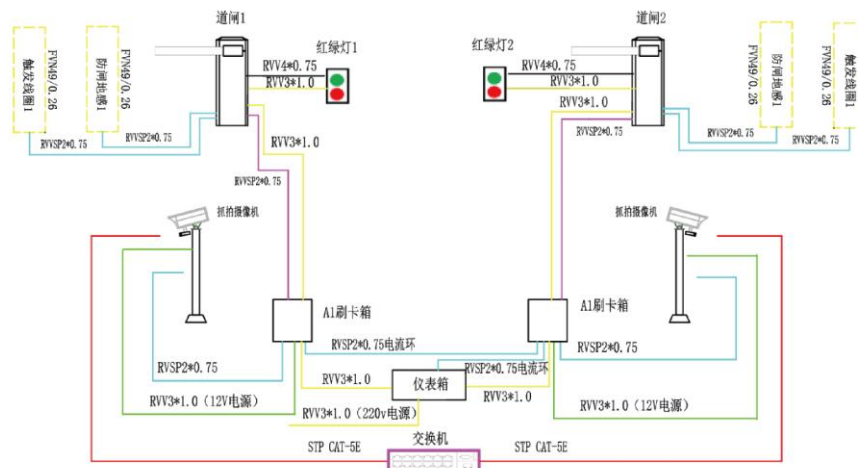 道闸1
道闸2
红绿灯1
红绿灯2
触发线圈1
FVN49/0.26
防闸地感1
FVN49/0.26
RVV4*0.75
RVV3*1.0
RVV4*0.75
RVV3*1.0
FVN49/0.26
防闸地感1
FVN49/0.26
触发线圈1
RVVSP2*0.75
RVVSP2*0.75
RVV3*1.0
RVV3*1.0
RVVSP2*0.75
RVVSP2*0.75
RVVSP2*0.75
RVVSP2*0.75
抓拍摄像机
抓拍摄像机
A1刷卡箱
A1刷卡箱
RVSP2*0.75电流环
RVSP2*0.75
RVSP2*0.75
RVSP2*0.75电流环
RVV3*1.0
仪表箱
RVV3*1.0
RVV3*1.0（12V电源）
RVV3*1.0（220v电源）
RVV3*1.0（12V电源）
STP CAT-5E
交换机
STP CAT-5E